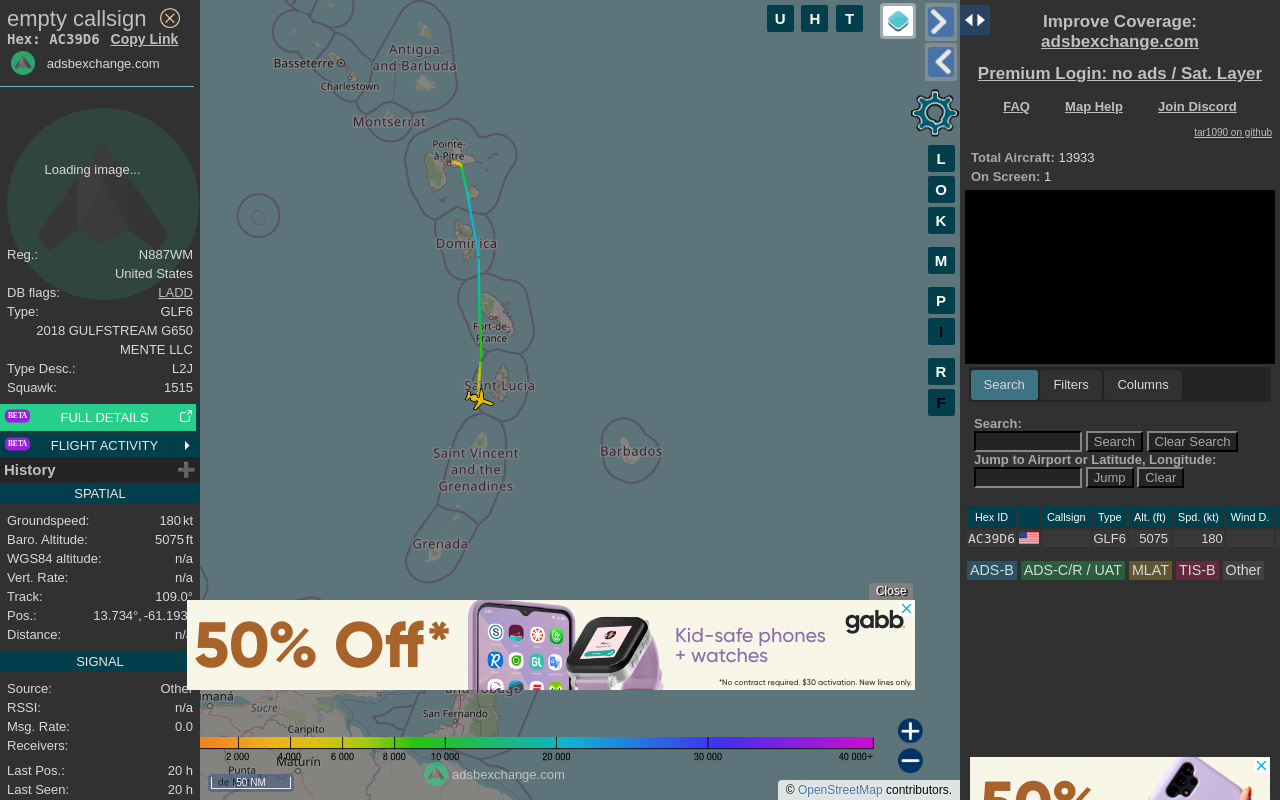 empty callsign
Hex: AC39D6 Copy Link
adsbexchange.com
Loading image...
Reg.: N887WM
United States
DB flags: LADD
Type: GLF6
2018 GULFSTREAM G650
MENTE LLC
Type Desc.: L2J
Squawk: 1515
BETA FULL DETAILS
BETA FLIGHT ACTIVITY
History
SPATIAL
Groundspeed: 180 kt
Baro. Altitude: 5075 ft
WGS84 altitude: n/a
Vert. Rate: n/a
Track: 109.0°
Pos.: 13.734°, -61.193
Distance: n/a
SIGNAL
Source: Other
RSSI: n/a
Msg. Rate: 0.0
Receivers:
Last Pos.: 20 h
Last Seen: 20 h
U H T
L
O
K
M
P
I
R
F
Antigua
and Barbuda
Basseterre
Charlestown
Montserrat
Pointe-
à-Pitre
Dominica
Fort-de-
France
Saint Lucia
Saint Vincent
and the
Grenadines
Barbados
Grenada
Close
50% Off*
Kid-safe phones
+ watches
gabb
*No contract required. $30 activation. New lines only.
and Tobago
umaná
Sucre
San Fernando
Caripito
2 000 4 000 6 000 8 000 10 000 20 000 30 000 40 000+
Maturín
Punta
de M
50 NM
adsbexchange.com
© OpenStreetMap contributors.
Improve Coverage:
adsbexchange.com
Premium Login: no ads / Sat. Layer
FAQ Map Help Join Discord
tar1090 on github
Total Aircraft: 13933
On Screen: 1
Search Filters Columns
Search:
Search Clear Search
Jump to Airport or Latitude, Longitude:
Jump Clear
Hex ID Callsign Type Alt. (ft) Spd. (kt) Wind D.
AC39D6 GLF6 5075 180
ADS-B ADS-C/R / UAT MLAT TIS-B Other
50%